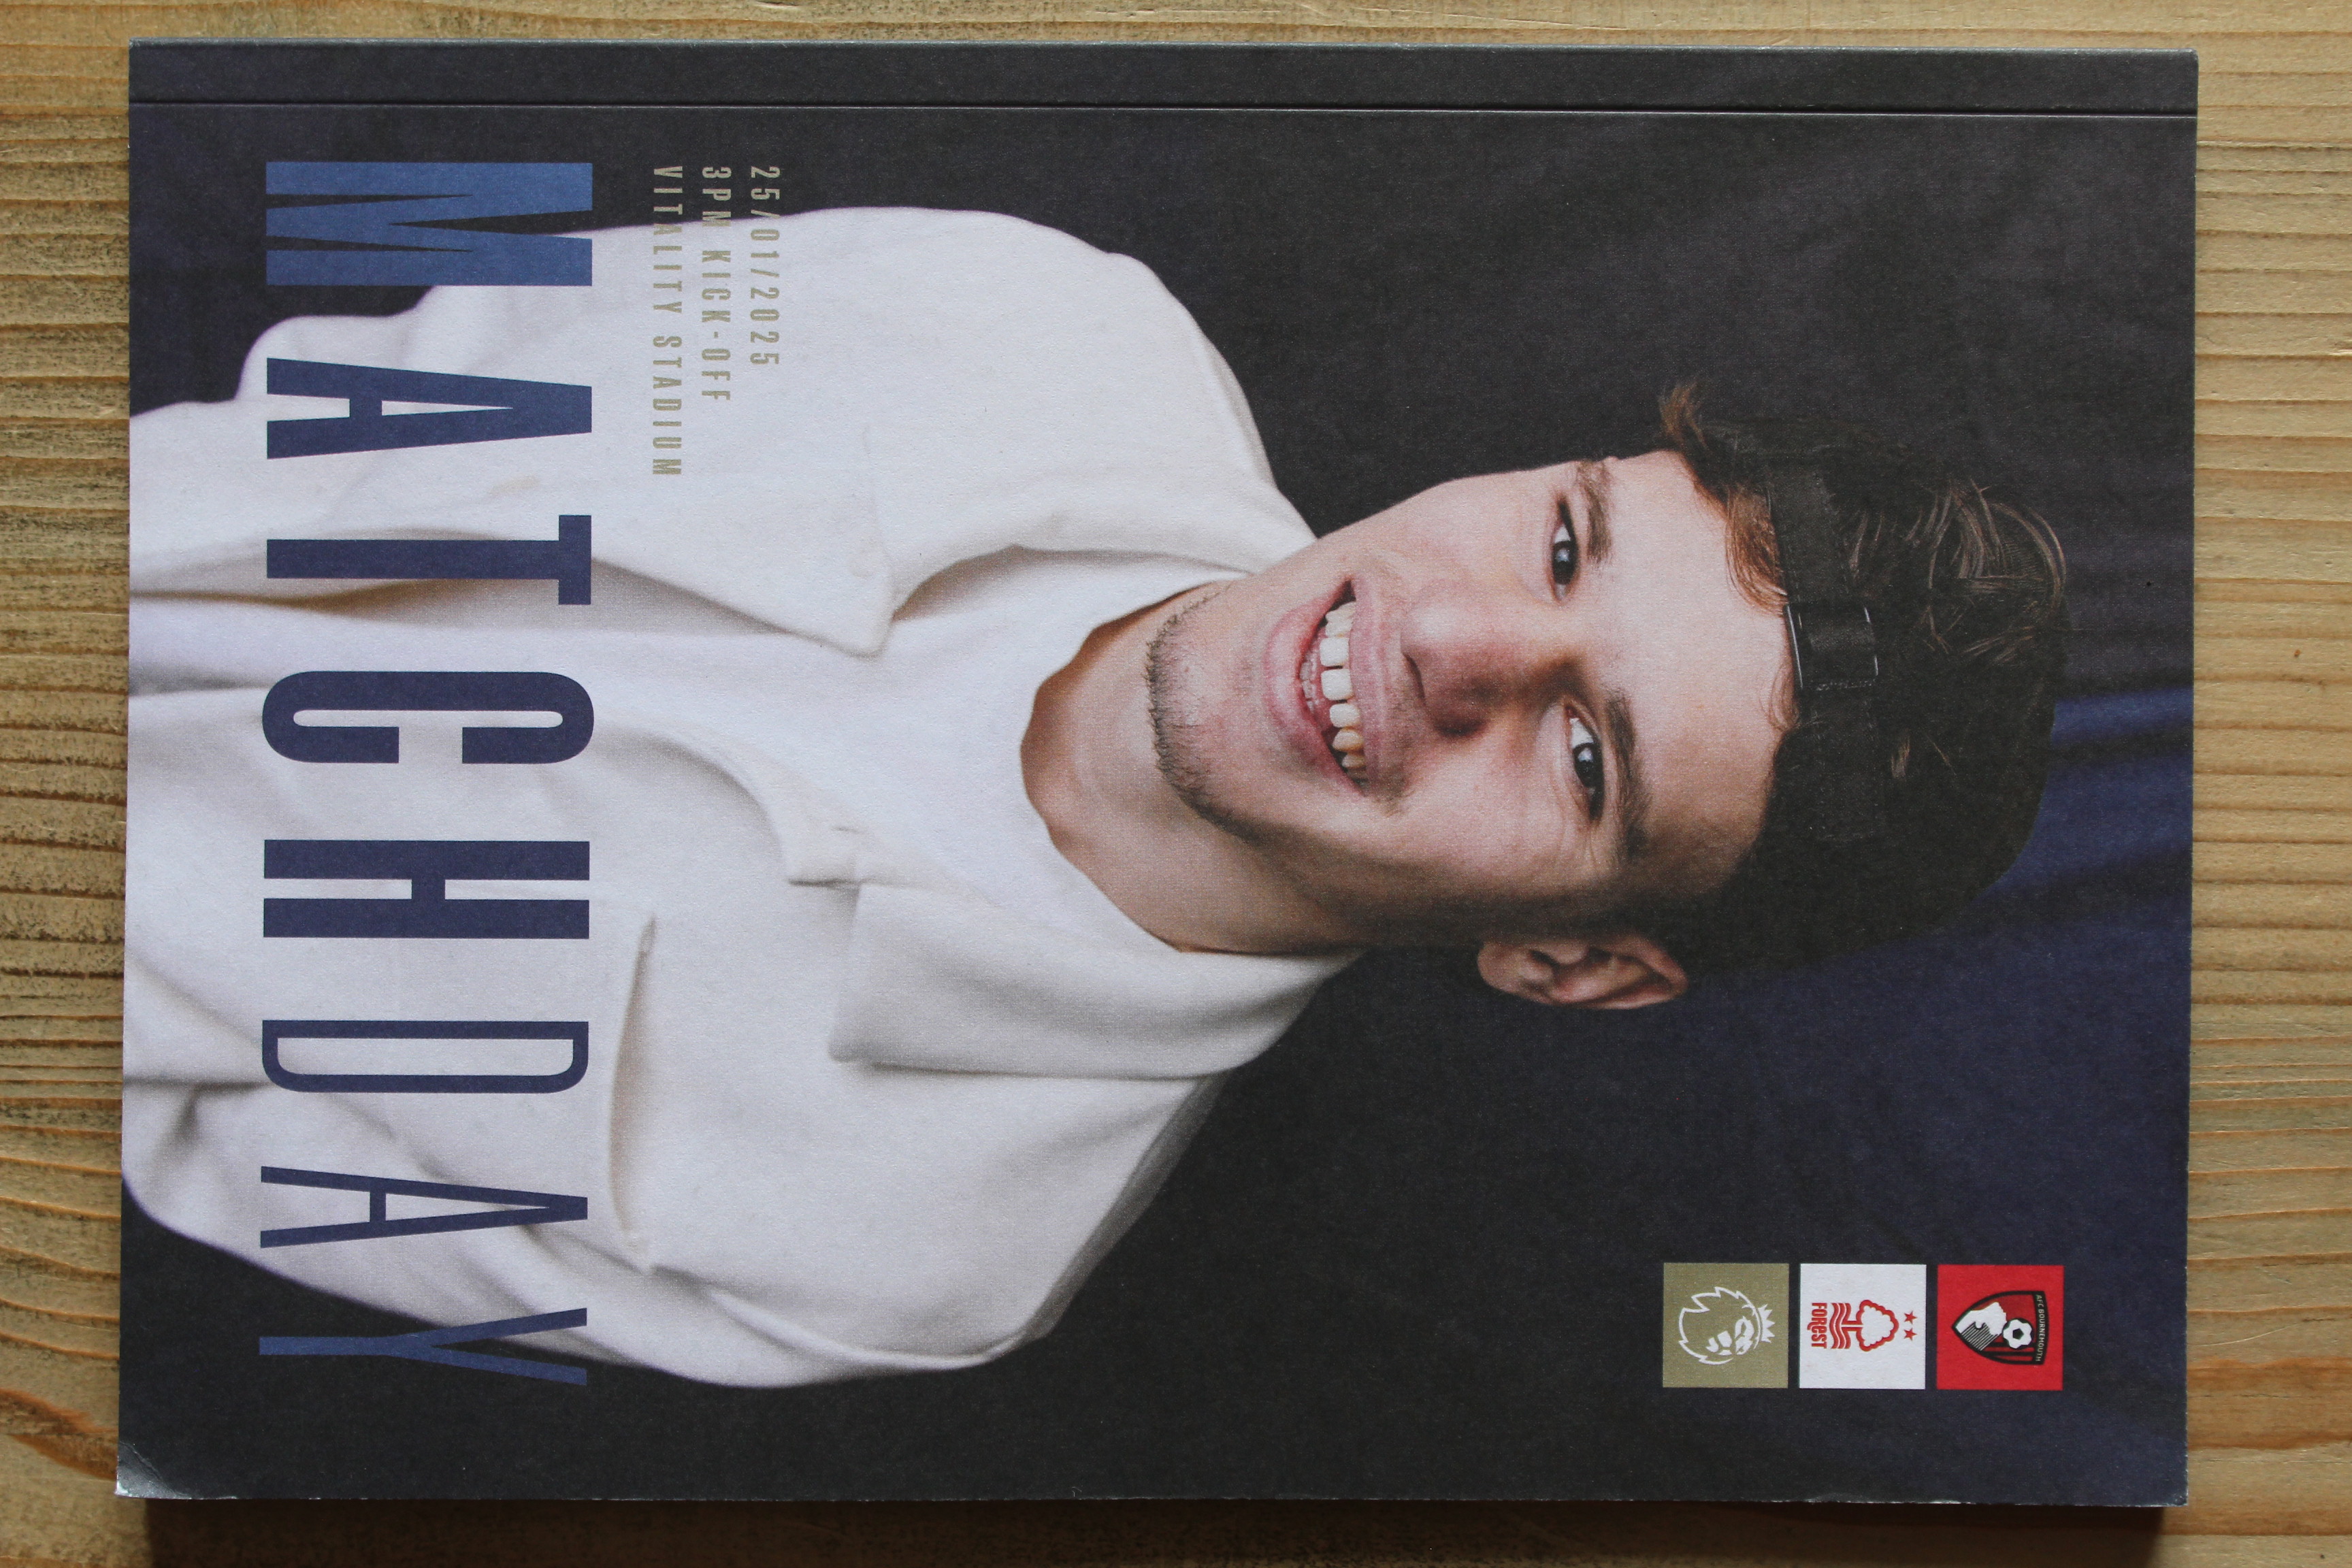 AFC BOURNEMOUTH
FOREST
25/01/2025
3PM KICK-OFF
VITALITY STADIUM
MATCHDAY